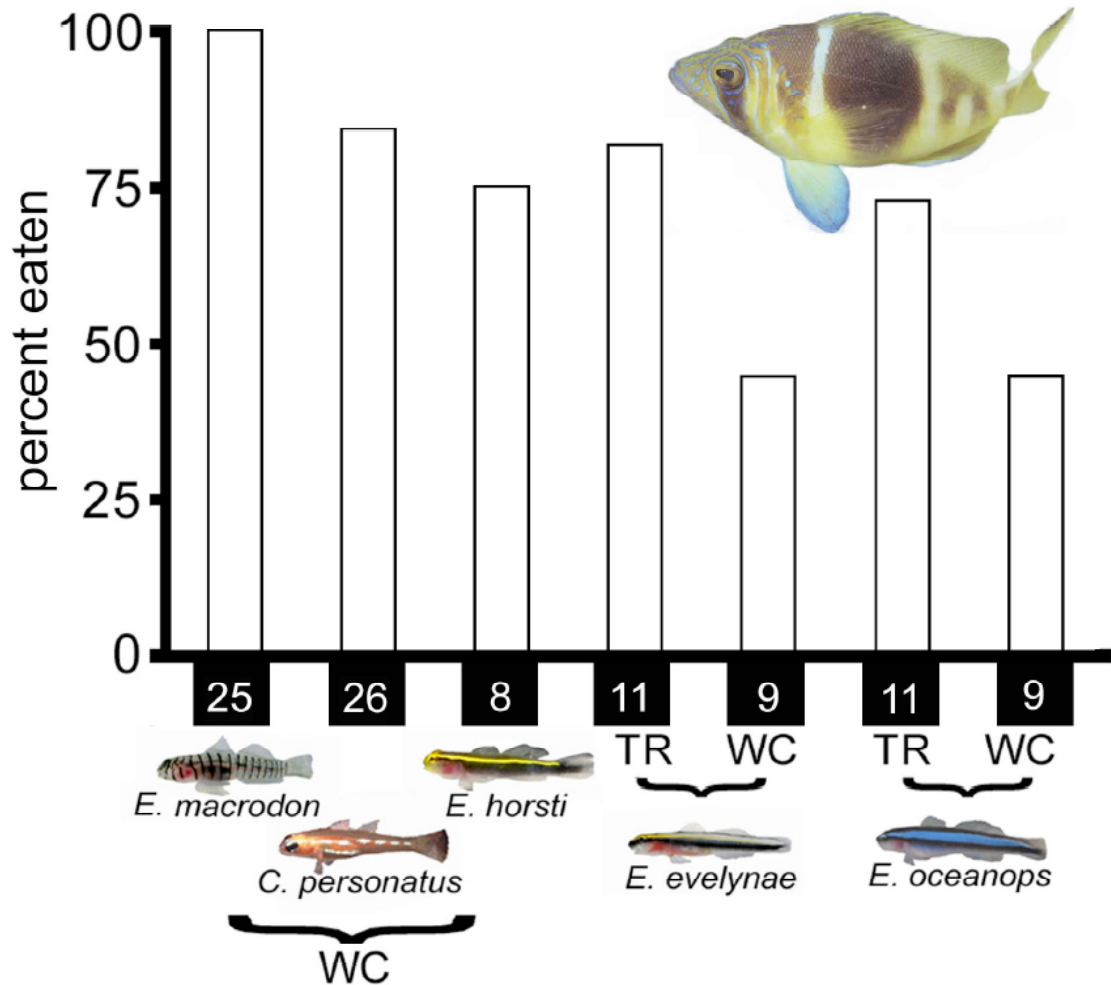 percent eaten
100
75
50
25
0
25 26 8 11 9 11 9
TR WC TR WC
E. macrodon E. horsti
C. personatus E. evelynae E. oceanops
WC